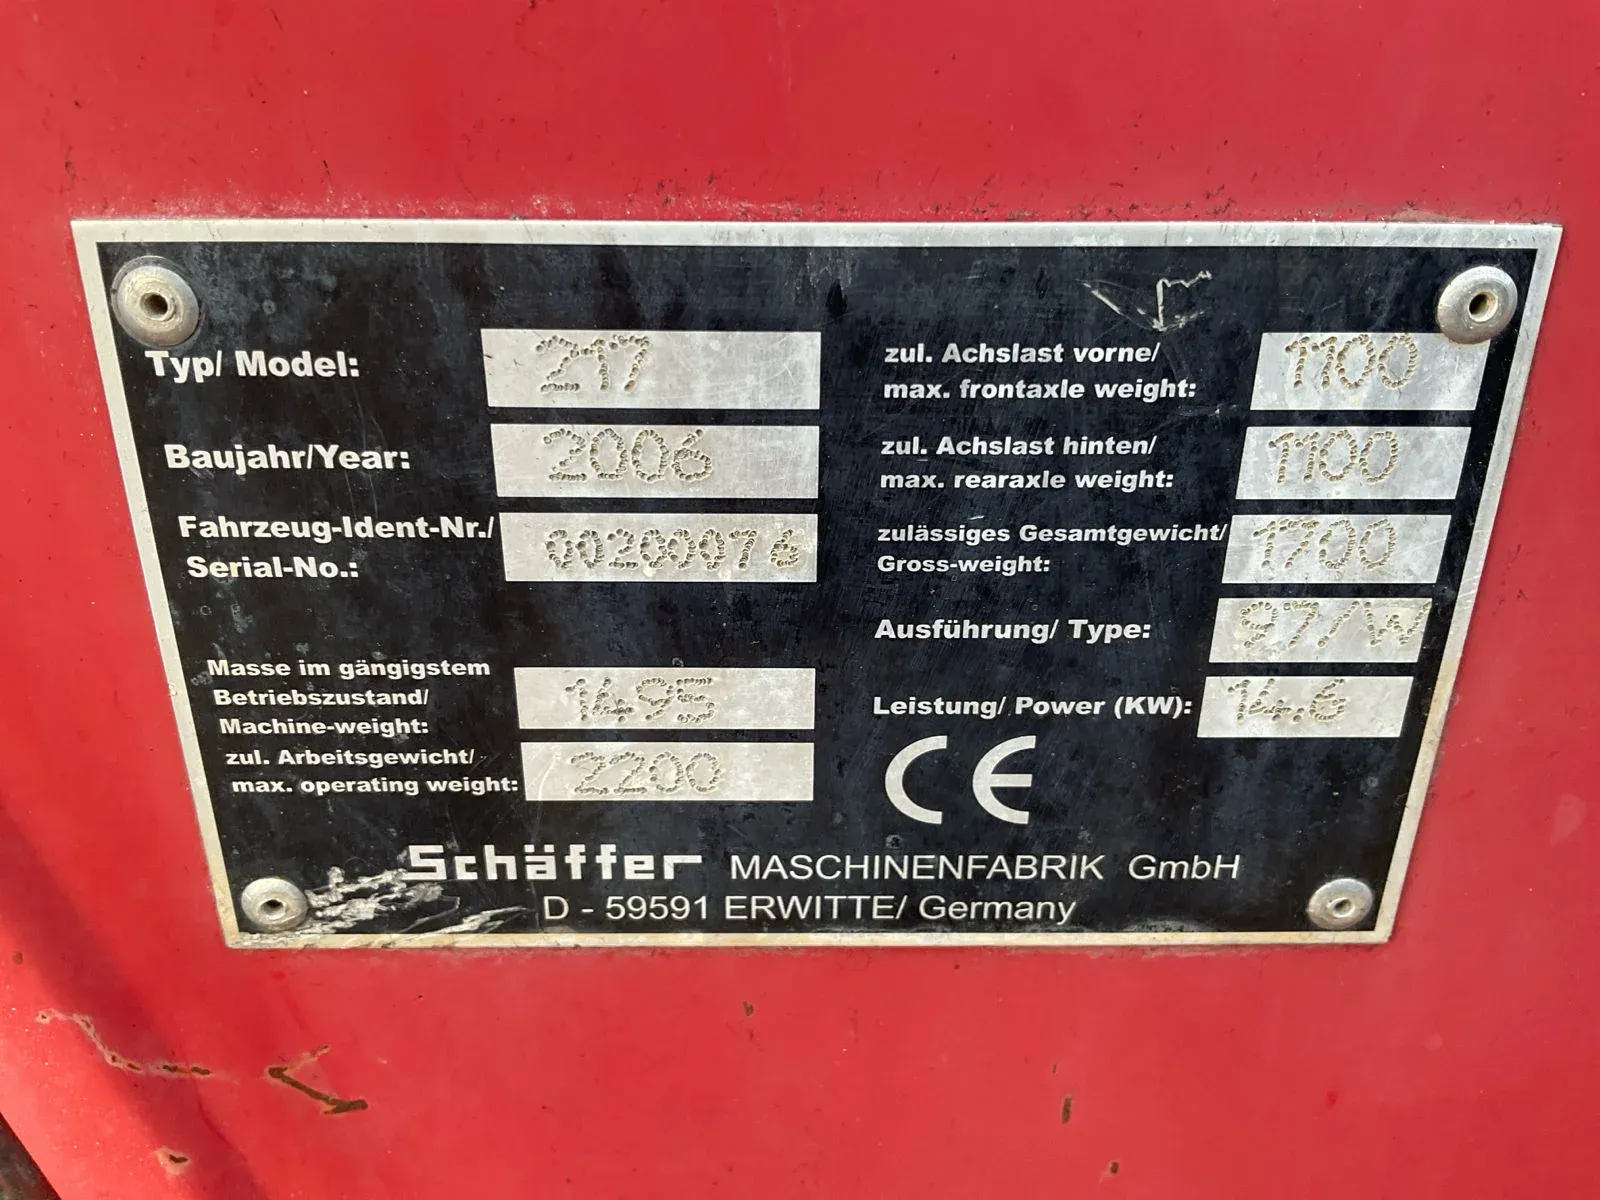 Typ/ Model: 217
Baujahr/Year: 2006
Fahrzeug-Ident-Nr./
Serial-No.: 00200076
Masse im gängigstem
Betriebszustand/
Machine-weight: 1495
zul. Arbeitsgewicht/
max. operating weight: 2200
zul. Achslast vorne/
max. frontaxle weight: 1100
zul. Achslast hinten/
max. rearaxle weight: 1100
zulässiges Gesamtgewicht/
Gross-weight: 1700
Ausführung/ Type: 97/W
Leistung/ Power (KW): 14,6
CE
Schäffer MASCHINENFABRIK GmbH
D - 59591 ERWITTE/ Germany